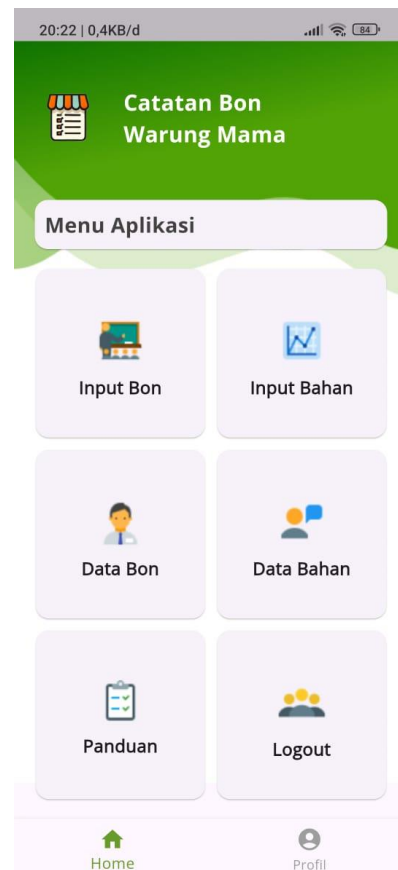 20:22 | 0,4KB/d
84
Catatan Bon
Warung Mama
Menu Aplikasi
Input Bon
Input Bahan
Data Bon
Data Bahan
Panduan
Logout
Home
Profil